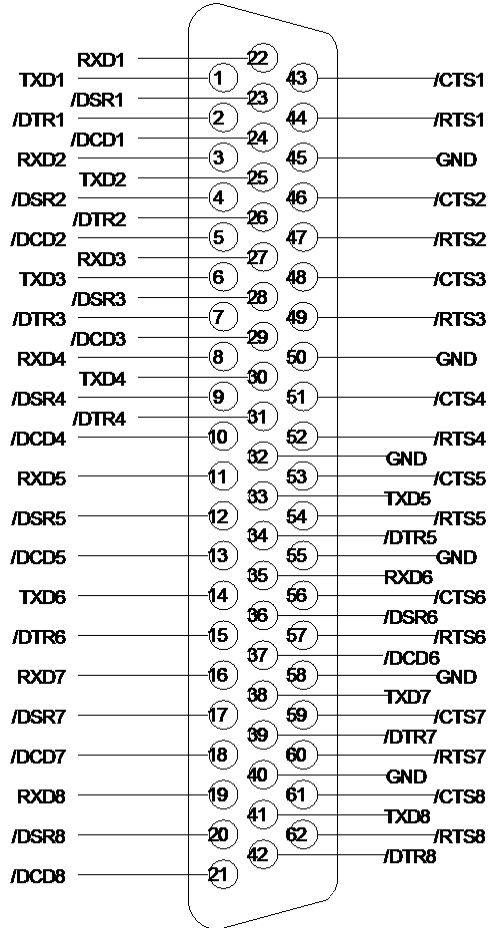 RXD1 22
TXD1 1 43 /CTS1
/DSR1 23
/DTR1 2 44 /RTS1
/DCD1 24
RXD2 3 45 GND
TXD2 25
/DSR2 4 46 /CTS2
/DTR2 26
/DCD2 5 47 /RTS2
RXD3 27
TXD3 6 48 /CTS3
/DSR3 28
/DTR3 7 49 /RTS3
/DCD3 29
RXD4 8 50 GND
TXD4 30
/DSR4 9 51 /CTS4
/DTR4 31
/DCD4 10 52 /RTS4
32 GND
RXD5 11 53 /CTS5
33 TXD5
/DSR5 12 54 /RTS5
34 /DTR5
/DCD5 13 55 GND
35 RXD6
TXD6 14 56 /CTS6
36 /DSR6
/DTR6 15 57 /RTS6
37 /DCD6
RXD7 16 58 GND
38 TXD7
/DSR7 17 59 /CTS7
39 /DTR7
/DCD7 18 60 /RTS7
40 GND
RXD8 19 61 /CTS8
41 TXD8
/DSR8 20 62 /RTS8
42 /DTR8
/DCD8 21